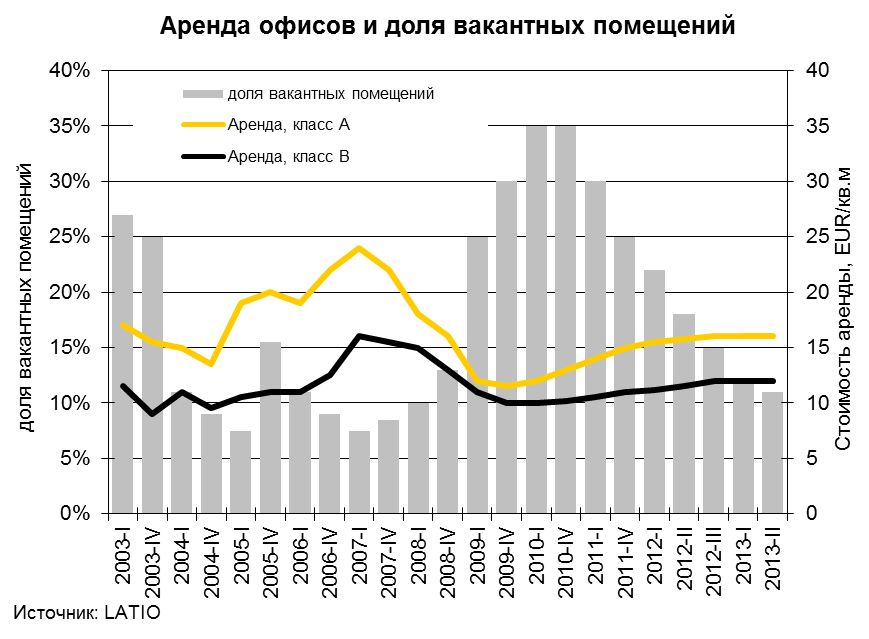 Аренда офисов и доля вакантных помещений
40%
35%
30%
25%
20%
15%
10%
5%
0%
доля вакантных помещений
доля вакантных помещений
Аренда, класс А
Аренда, класс В
40
35
30
25
20
15
10
5
0
Стоимость аренды, EUR/кв.м
2003-I
2003-IV
2004-I
2004-IV
2005-I
2005-IV
2006-I
2006-IV
2007-I
2007-IV
2008-I
2008-IV
2009-I
2009-IV
2010-I
2010-IV
2011-I
2011-IV
2012-I
2012-II
2012-III
2013-I
2013-II
Источник: LATIO